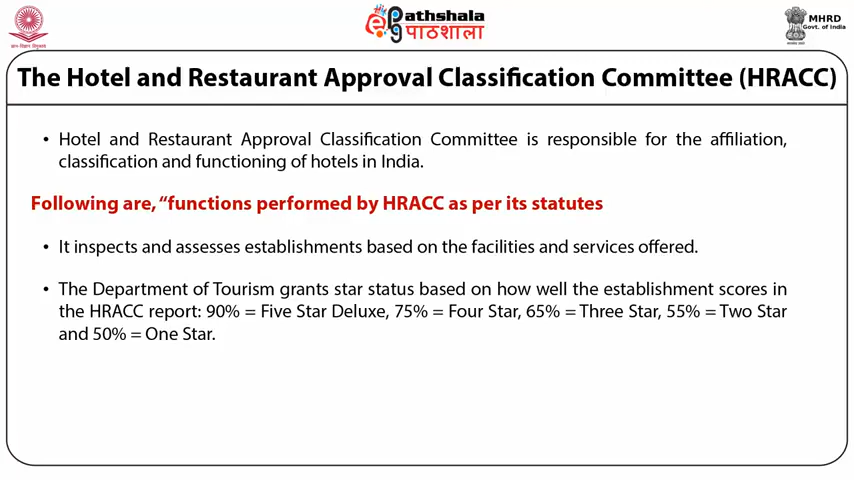 ePathshala
पाठशाला
MHRD
Govt. of India
The Hotel and Restaurant Approval Classification Committee (HRACC)
• Hotel and Restaurant Approval Classification Committee is responsible for the affiliation,
classification and functioning of hotels in India.
Following are, “functions performed by HRACC as per its statutes
• It inspects and assesses establishments based on the facilities and services offered.
• The Department of Tourism grants star status based on how well the establishment scores in
the HRACC report: 90% = Five Star Deluxe, 75% = Four Star, 65% = Three Star, 55% = Two Star
and 50% = One Star.